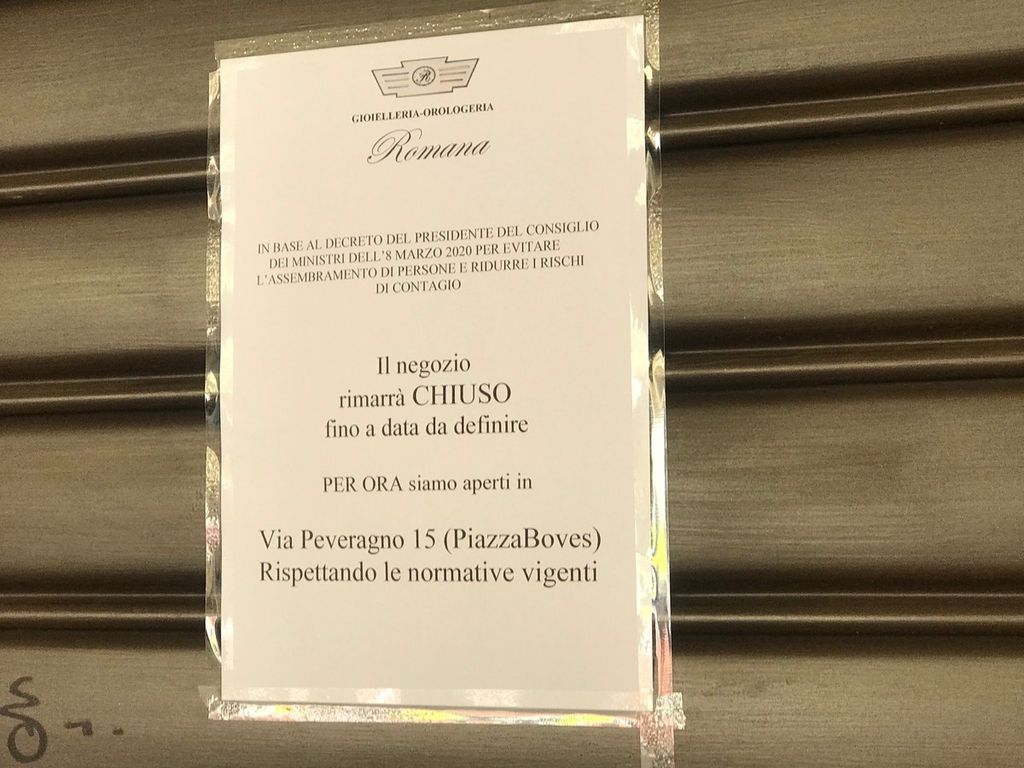 R
GIOIELLERIA-OROLOGERIA
Romana
IN BASE AL DECRETO DEL PRESIDENTE DEL CONSIGLIO
DEI MINISTRI DELL'8 MARZO 2020 PER EVITARE
L'ASSEMBRAMENTO DI PERSONE E RIDURRE I RISCHI
DI CONTAGIO
Il negozio
rimarrà CHIUSO
fino a data da definire
PER ORA siamo aperti in
Via Peveragno 15 (PiazzaBoves)
Rispettando le normative vigenti